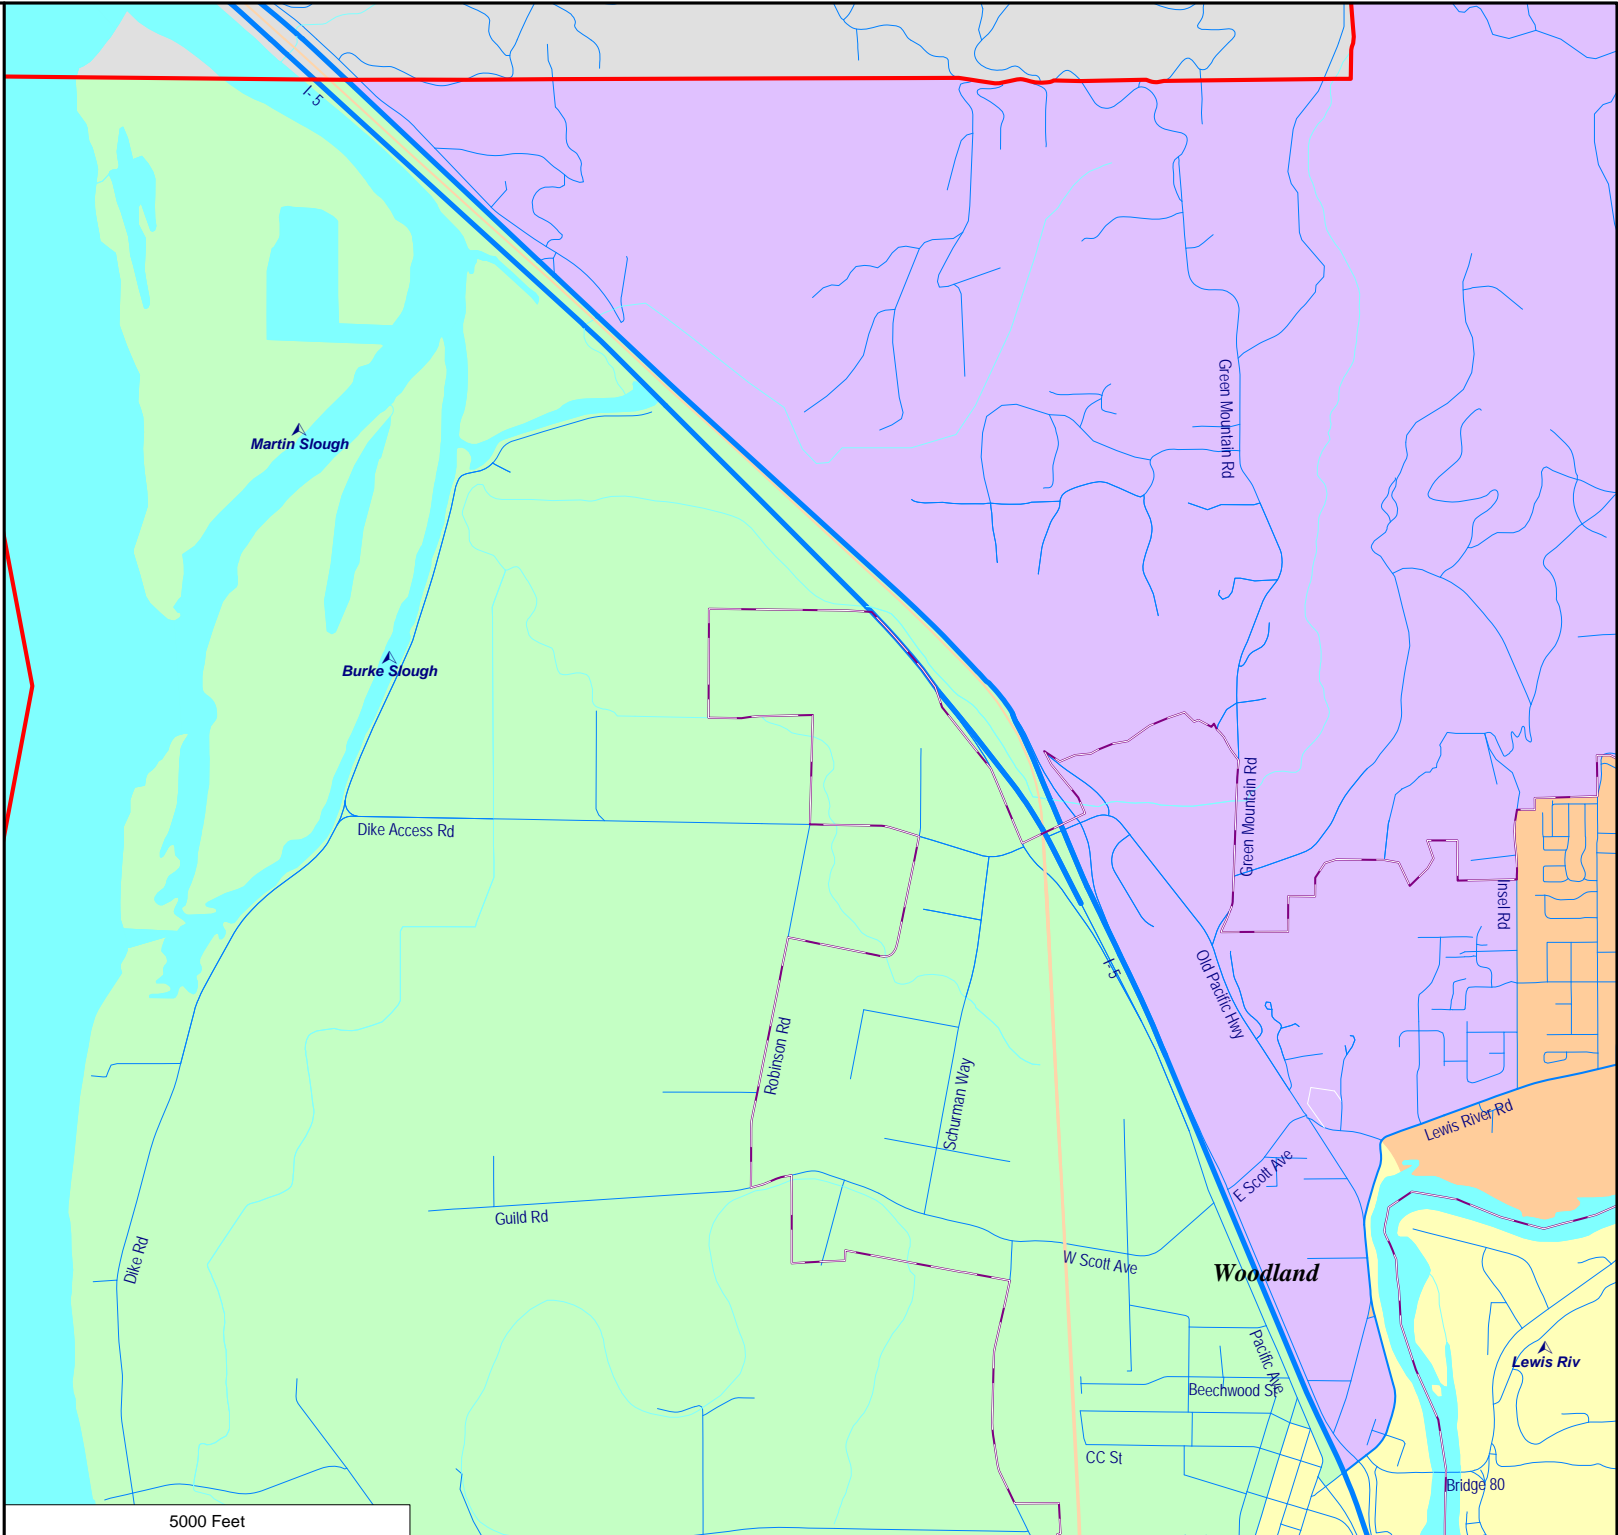 I- 5
Green Mountain Rd
Martin Slough
Burke Slough
Green Mountain Rd
Dike Access Rd
Insel Rd
I- 5
Old Pacific Hwy
Robinson Rd
Schurman Way
Lewis River Rd
E Scott Ave
Guild Rd
Dike Rd
W Scott Ave
Woodland
Pacific Ave
Lewis Riv
Beechwood St
CC St
Bridge 80
5000 Feet